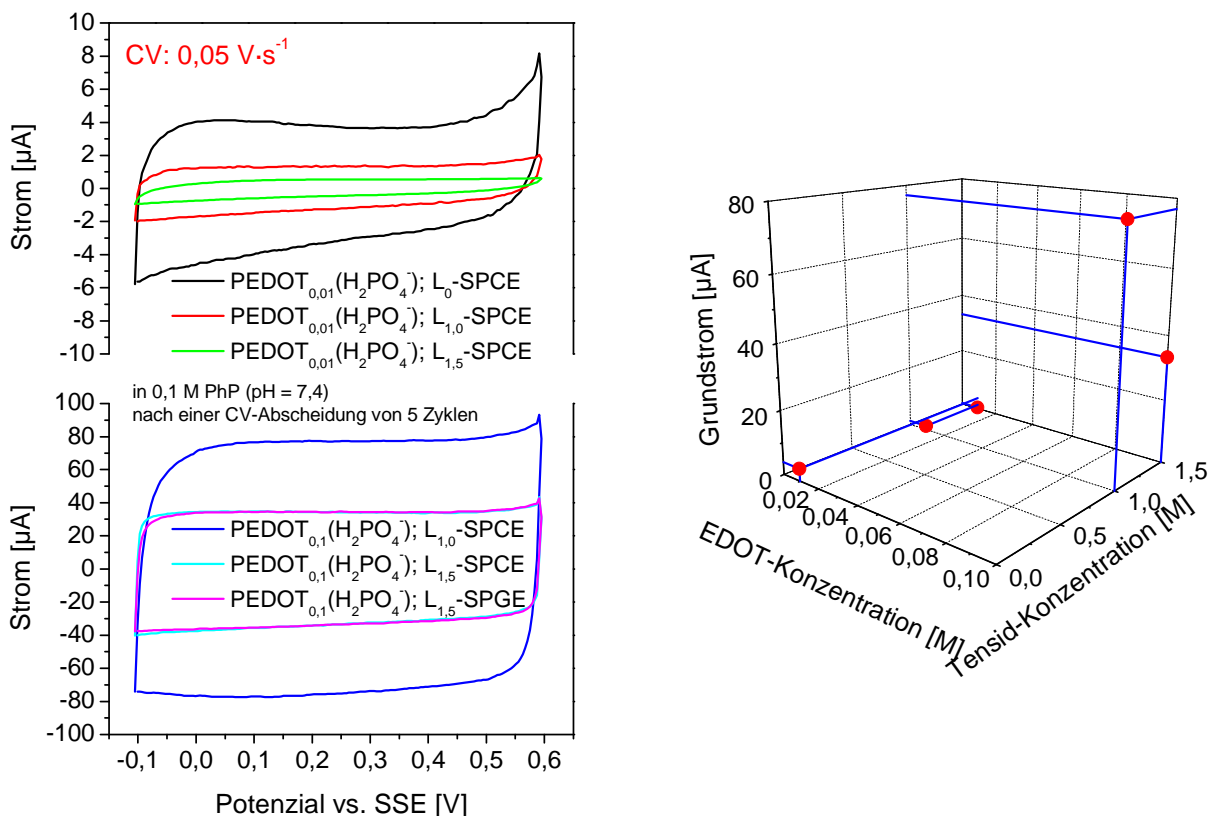 10
8
6
4
2
0
-2
-4
-6
-8
-10
Strom [µA]
CV: 0,05 V·s⁻¹
PEDOT₀,₀₁(H₂PO₄⁻); L₀-SPCE
PEDOT₀,₀₁(H₂PO₄⁻); L₁,₀-SPCE
PEDOT₀,₀₁(H₂PO₄⁻); L₁,₅-SPCE
in 0,1 M PhP (pH = 7,4)
nach einer CV-Abscheidung von 5 Zyklen
100
80
60
40
20
0
-20
-40
-60
-80
-100
Strom [µA]
PEDOT₀,₁(H₂PO₄⁻); L₁,₀-SPCE
PEDOT₀,₁(H₂PO₄⁻); L₁,₅-SPCE
PEDOT₀,₁(H₂PO₄⁻); L₁,₅-SPGE
-0,1 0,0 0,1 0,2 0,3 0,4 0,5 0,6
Potenzial vs. SSE [V]
80
60
40
20
0
Grundstrom [µA]
0,02
0,04
0,06
0,08
0,10
EDOT-Konzentration [M]
0,0
0,5
1,0
1,5
Tensid-Konzentration [M]